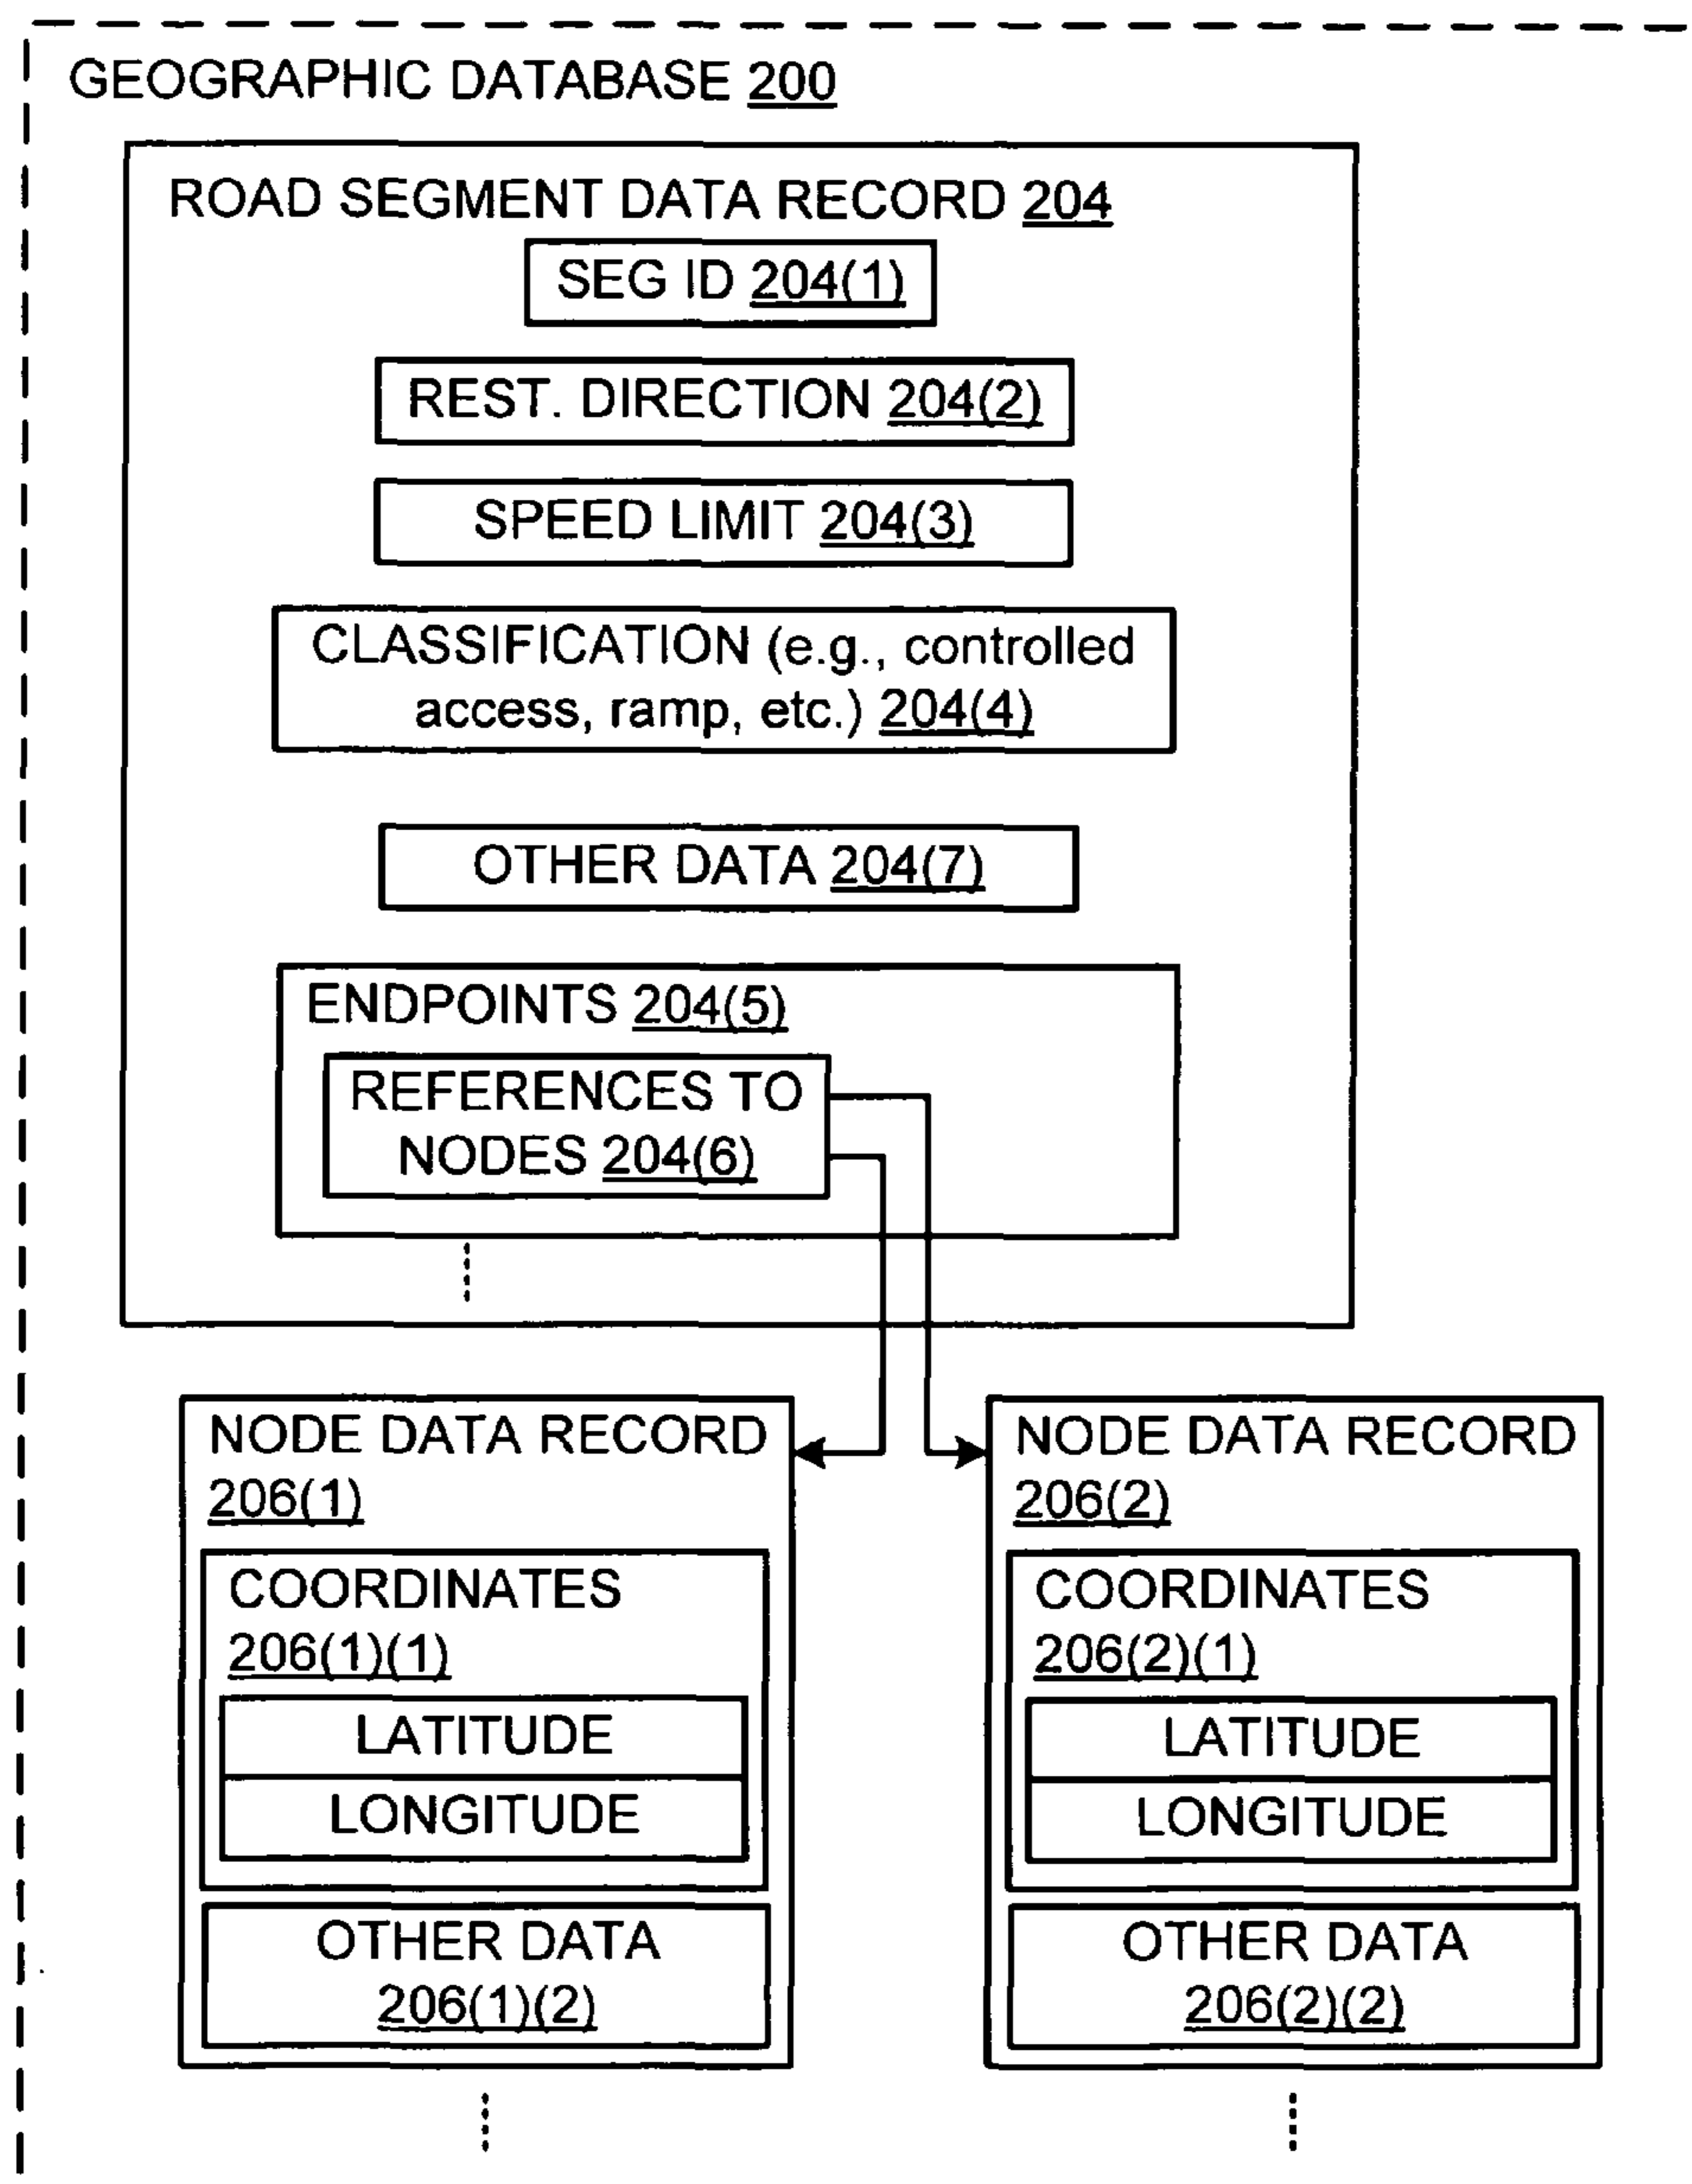 GEOGRAPHIC DATABASE 200
ROAD SEGMENT DATA RECORD 204
SEG ID 204(1)
REST. DIRECTION 204(2)
SPEED LIMIT 204(3)
CLASSIFICATION (e.g., controlled
access, ramp, etc.) 204(4)
OTHER DATA 204(7)
ENDPOINTS 204(5)
REFERENCES TO
NODES 204(6)
NODE DATA RECORD
206(1)
COORDINATES
206(1)(1)
LATITUDE
LONGITUDE
OTHER DATA
206(1)(2)
NODE DATA RECORD
206(2)
COORDINATES
206(2)(1)
LATITUDE
LONGITUDE
OTHER DATA
206(2)(2)